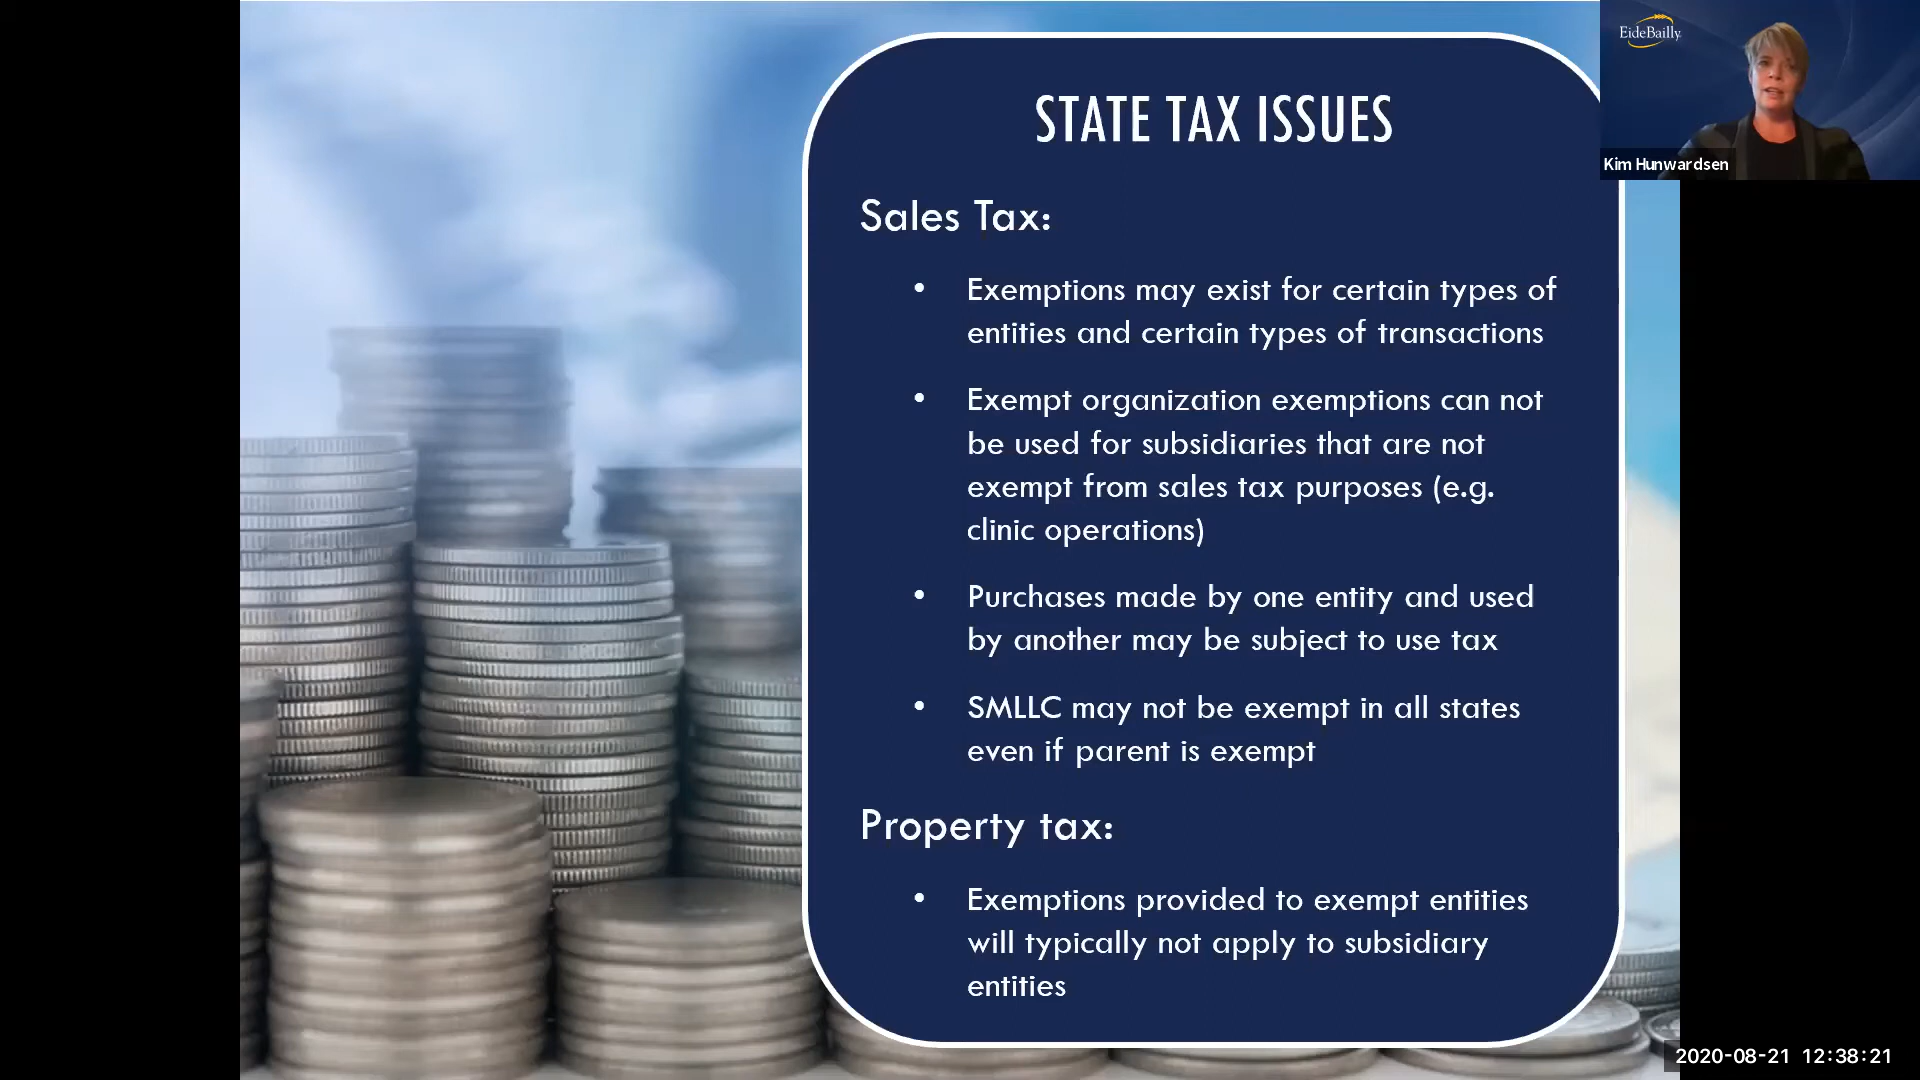 EideBailly
Kim Hunwardsen
STATE TAX ISSUES
Sales Tax:
• Exemptions may exist for certain types of
entities and certain types of transactions
• Exempt organization exemptions can not
be used for subsidiaries that are not
exempt from sales tax purposes (e.g.
clinic operations)
• Purchases made by one entity and used
by another may be subject to use tax
• SMLLC may not be exempt in all states
even if parent is exempt
Property tax:
• Exemptions provided to exempt entities
will typically not apply to subsidiary
entities
2020-08-21 12:38:21